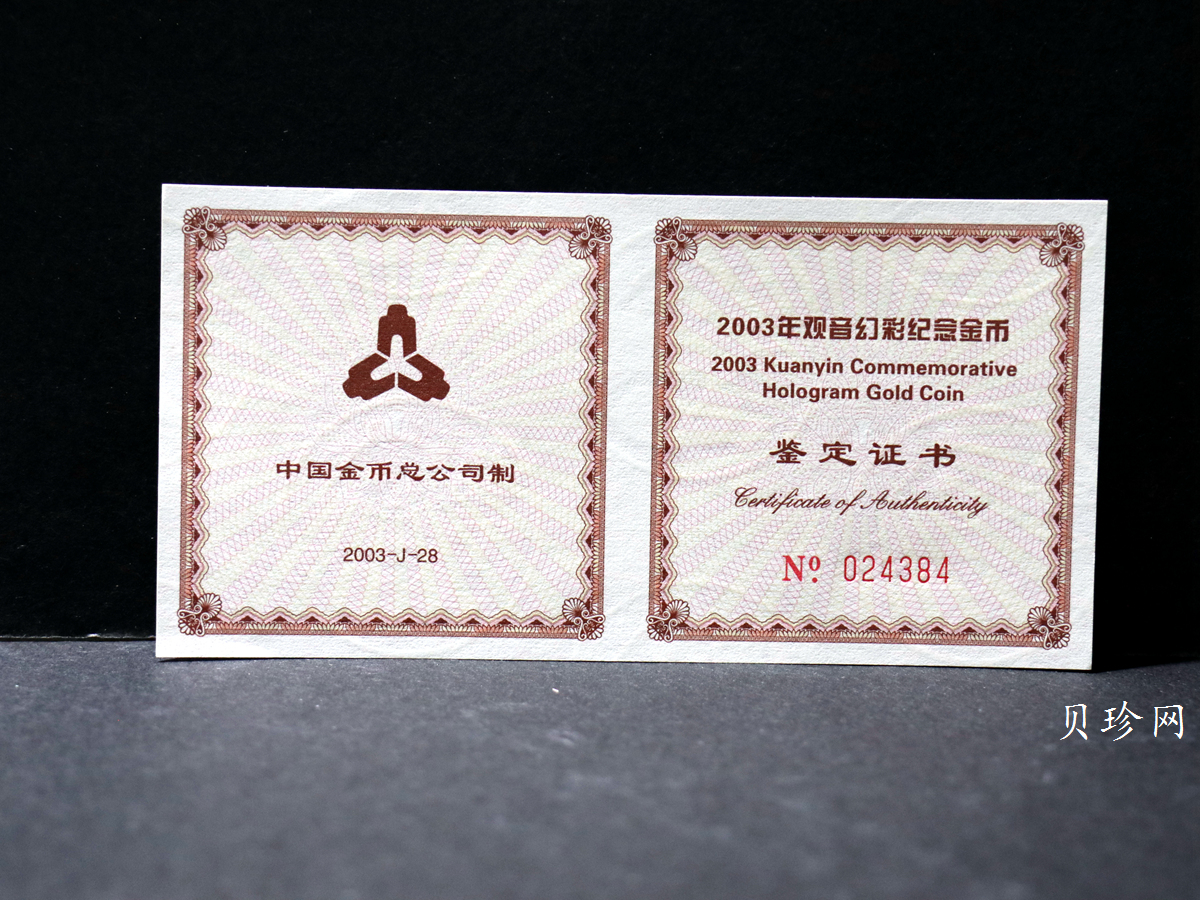 中国金币总公司制
2003-J-28
2003年观音幻彩纪念金币
2003 Kuanyin Commemorative
Hologram Gold Coin
鉴定证书
Certificate of Authenticity
Nº 024384
贝珍网